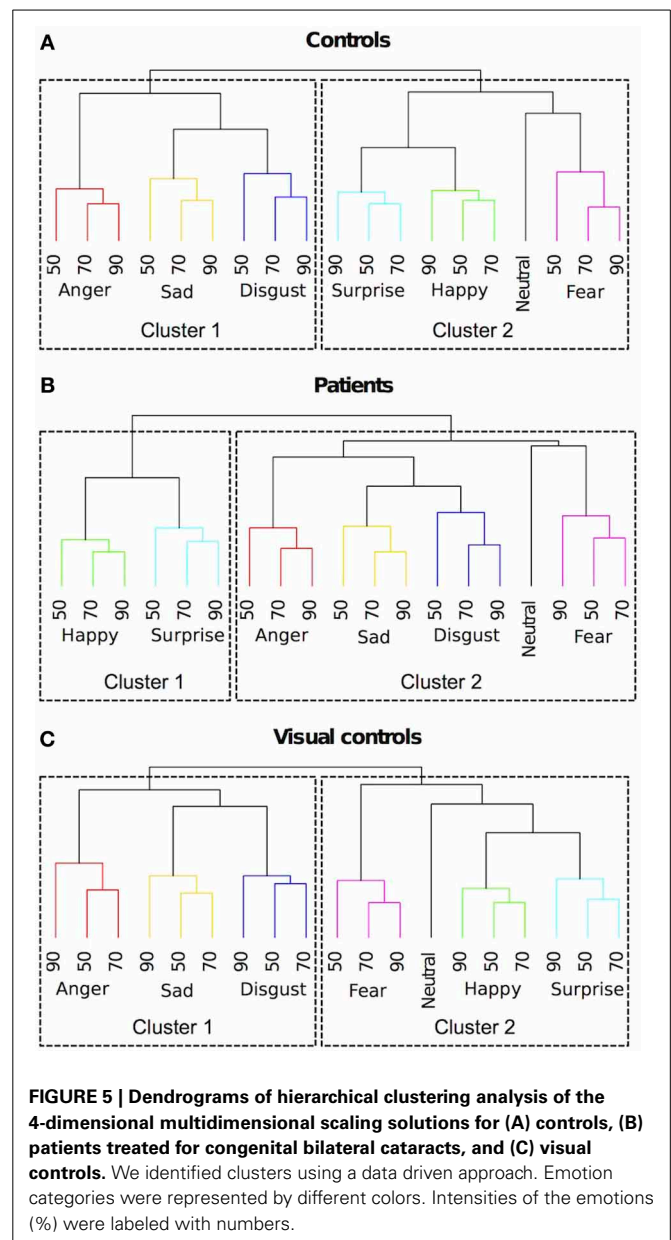 A
Controls
50 70 90 50 70 90 50 70 90 90 50 70 90 50 70 Neutral 50 70 90
Anger Sad Disgust Surprise Happy Fear
Cluster 1 Cluster 2
B
Patients
50 70 90 50 70 90 50 70 90 50 70 90 50 70 90 Neutral 90 50 70
Happy Surprise Anger Sad Disgust Fear
Cluster 1 Cluster 2
C
Visual controls
90 50 70 90 50 70 90 50 70 50 70 90 Neutral 90 50 70 90 50 70
Anger Sad Disgust Fear Happy Surprise
Cluster 1 Cluster 2
FIGURE 5 | Dendrograms of hierarchical clustering analysis of the
4-dimensional multidimensional scaling solutions for (A) controls, (B)
patients treated for congenital bilateral cataracts, and (C) visual
controls. We identified clusters using a data driven approach. Emotion
categories were represented by different colors. Intensities of the emotions
(%) were labeled with numbers.